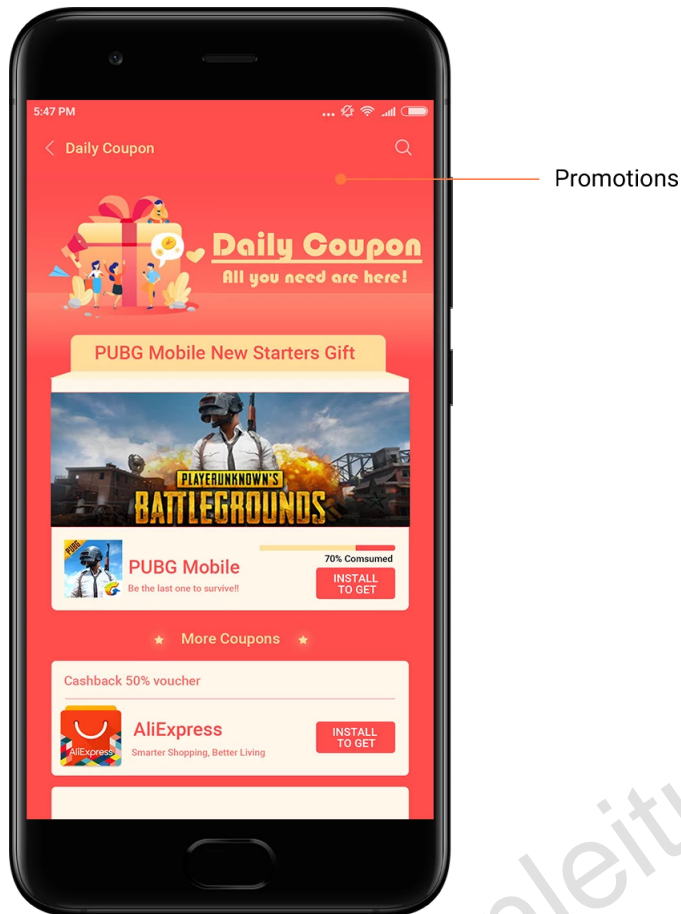 5:47 PM
Daily Coupon
Promotions
Daily Coupon
All you need are here!
PUBG Mobile New Starters Gift
PLAYERUNKNOWN'S
BATTLEGROUNDS
PUBG
PUBG Mobile
Be the last one to survive!!
70% Comsumed
INSTALL
TO GET
More Coupons
Cashback 50% voucher
AliExpress
AliExpress
Smarter Shopping, Better Living
INSTALL
TO GET